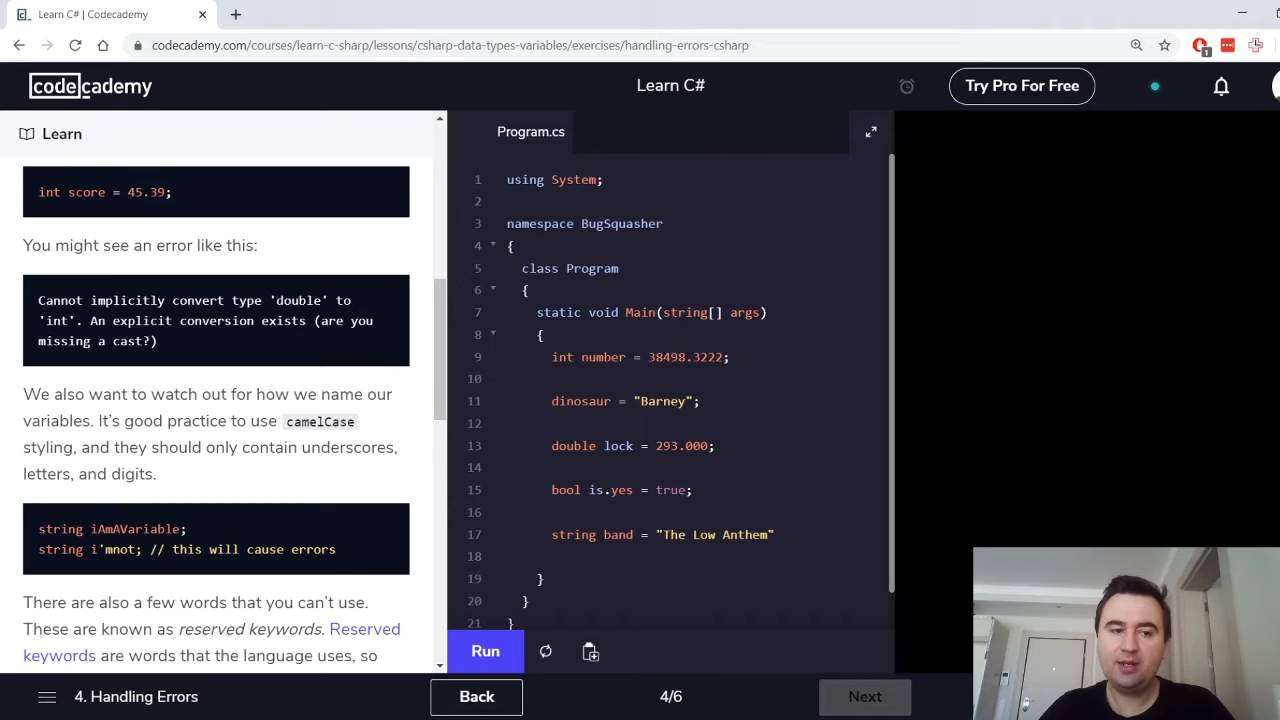 Learn C# | Codecademy
codecademy.com/courses/learn-c-sharp/lessons/csharp-data-types-variables/exercises/handling-errors-csharp
1
codecademy
Learn C#
Try Pro For Free
Learn
int score = 45.39;
You might see an error like this:
Cannot implicitly convert type 'double' to
'int'. An explicit conversion exists (are you
missing a cast?)
We also want to watch out for how we name our
variables. It's good practice to use camelCase
styling, and they should only contain underscores,
letters, and digits.
string iAmAVariable;
string i'mnot; // this will cause errors
There are also a few words that you can't use.
These are known as reserved keywords. Reserved
keywords are words that the language uses, so
Program.cs
1 using System;
2
3 namespace BugSquasher
4 {
5 class Program
6 {
7 static void Main(string[] args)
8 {
9 int number = 38498.3222;
10
11 dinosaur = "Barney";
12
13 double lock = 293.000;
14
15 bool is.yes = true;
16
17 string band = "The Low Anthem"
18
19 }
20 }
21 }
Run
4. Handling Errors
Back
4/6
Next